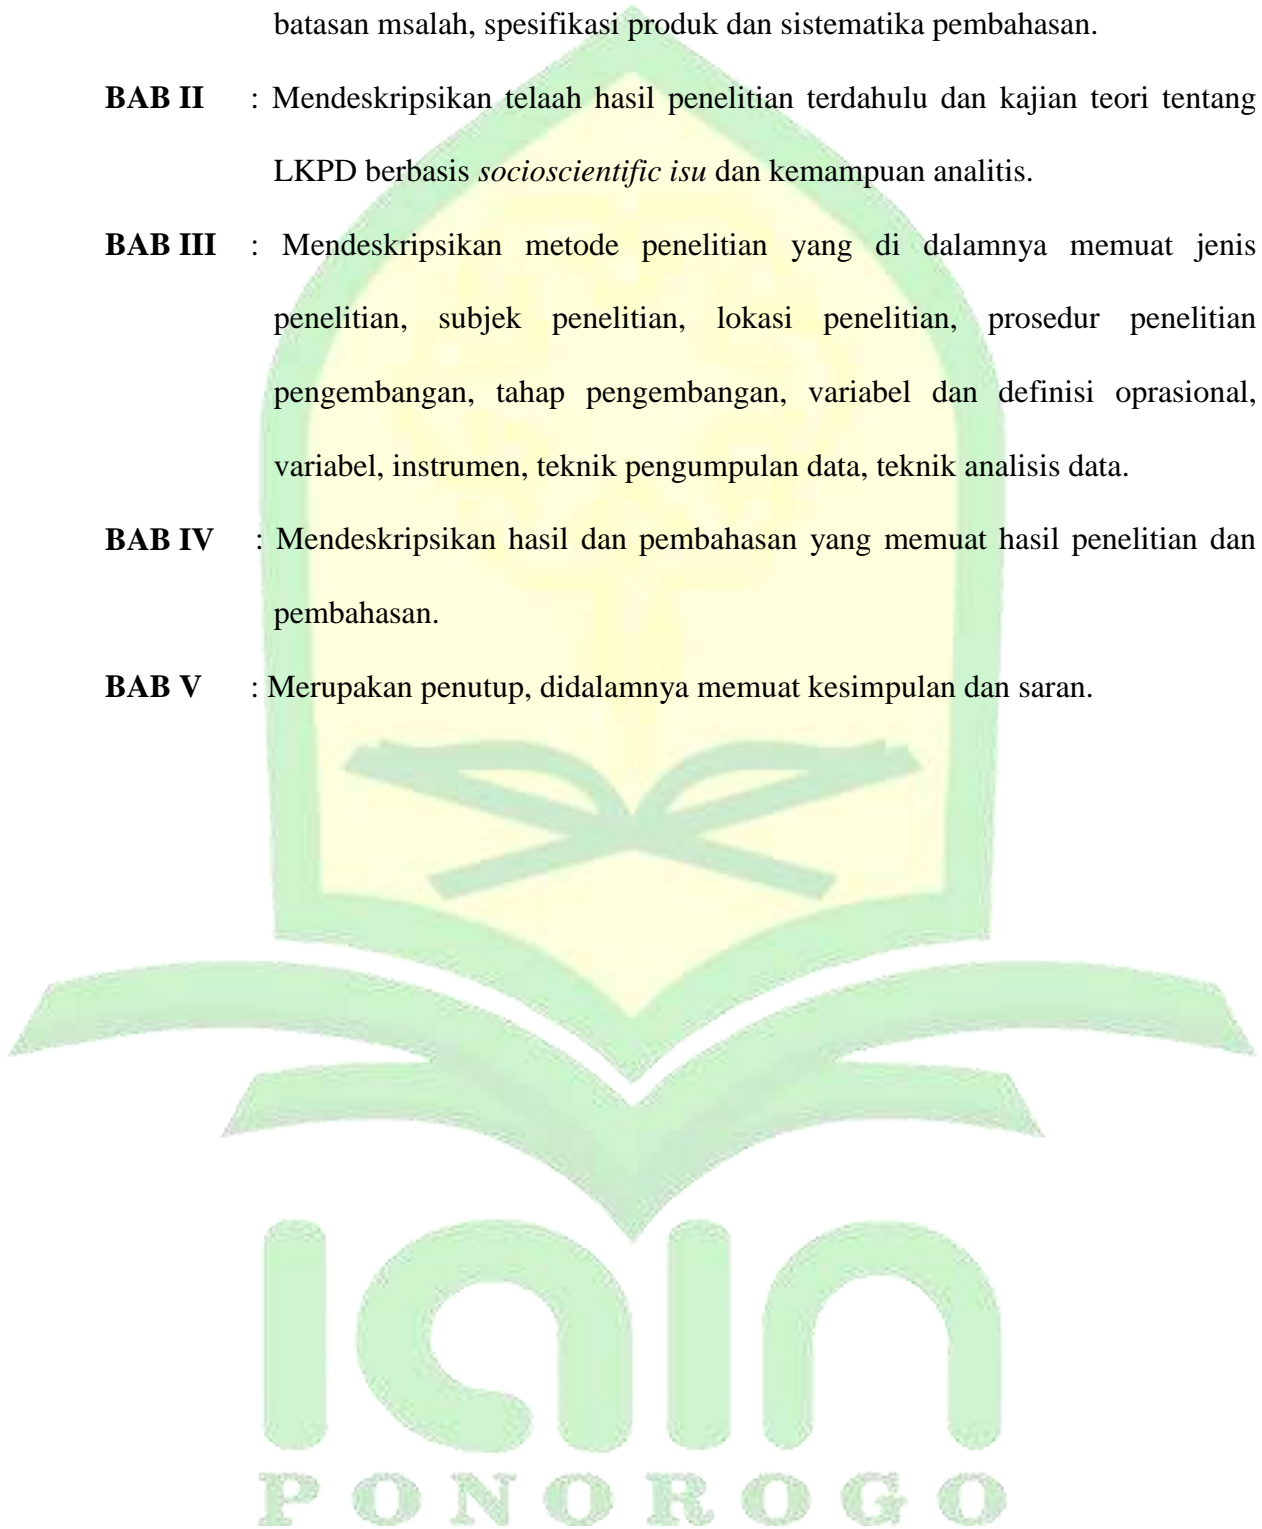 batasan msalah, spesifikasi produk dan sistematika pembahasan.
BAB II : Mendeskripsikan telaah hasil penelitian terdahulu dan kajian teori tentang
LKPD berbasis socioscientific isu dan kemampuan analitis.
BAB III : Mendeskripsikan metode penelitian yang di dalamnya memuat jenis
penelitian, subjek penelitian, lokasi penelitian, prosedur penelitian
pengembangan, tahap pengembangan, variabel dan definisi oprasional,
variabel, instrumen, teknik pengumpulan data, teknik analisis data.
BAB IV : Mendeskripsikan hasil dan pembahasan yang memuat hasil penelitian dan
pembahasan.
BAB V : Merupakan penutup, didalamnya memuat kesimpulan dan saran.
iain
PONOROGO